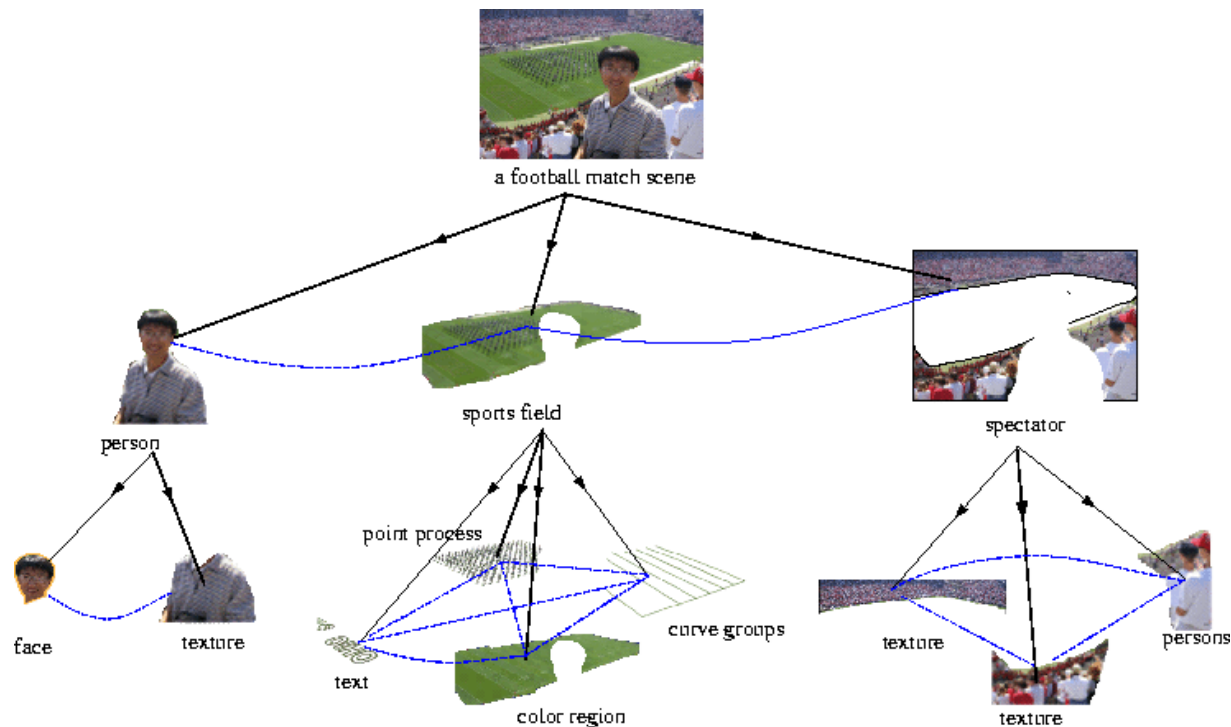 a football match scene
person
sports field
spectator
point process
face
texture
text
curve groups
color region
texture
persons
texture